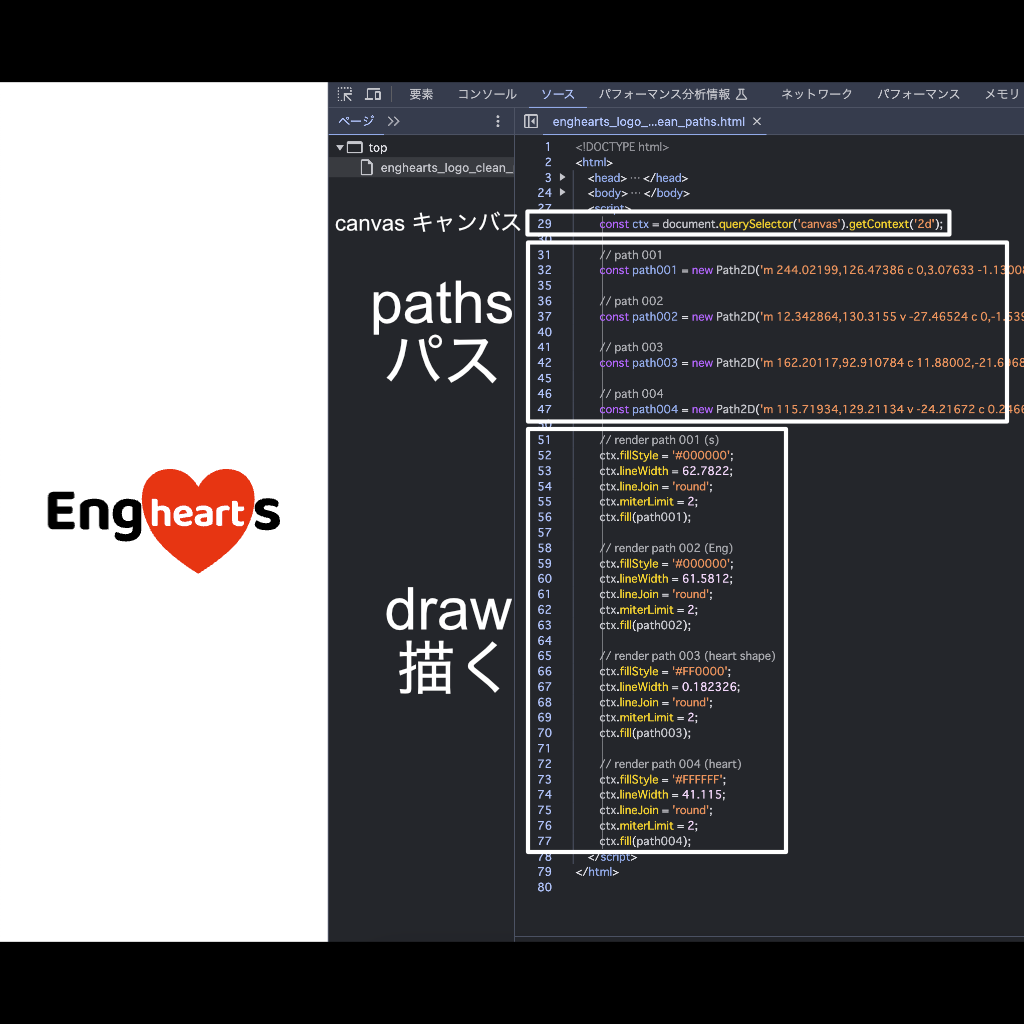 Enghearts
要素 コンソール ソース パフォーマンス分析情報 ネットワーク パフォーマンス メモリ
ページ
enghearts_logo_...ean_paths.html ×
top
enghearts_logo_clean_
canvas キャンバス
paths
パス
draw
描く
1 <!DOCTYPE html>
2 <html>
3 <head> ··· </head>
24 <body> ··· </body>
27 <script>
29 const ctx = document.querySelector('canvas').getContext('2d');
30
31 // path 001
32 const path001 = new Path2D('m 244.02199,126.47386 c 0,3.07633 -1.13008
35
36 // path 002
37 const path002 = new Path2D('m 12.342864,130.3155 v -27.46524 c 0,-1.539
40
41 // path 003
42 const path003 = new Path2D('m 162.20117,92.910784 c 11.88002,-21.6968
45
46 // path 004
47 const path004 = new Path2D('m 115.71934,129.21134 v -24.21672 c 0.2466
50
51 // render path 001 (s)
52 ctx.fillStyle = '#000000';
53 ctx.lineWidth = 62.7822;
54 ctx.lineJoin = 'round';
55 ctx.miterLimit = 2;
56 ctx.fill(path001);
57
58 // render path 002 (Eng)
59 ctx.fillStyle = '#000000';
60 ctx.lineWidth = 61.5812;
61 ctx.lineJoin = 'round';
62 ctx.miterLimit = 2;
63 ctx.fill(path002);
64
65 // render path 003 (heart shape)
66 ctx.fillStyle = '#FF0000';
67 ctx.lineWidth = 0.182326;
68 ctx.lineJoin = 'round';
69 ctx.miterLimit = 2;
70 ctx.fill(path003);
71
72 // render path 004 (heart)
73 ctx.fillStyle = '#FFFFFF';
74 ctx.lineWidth = 41.115;
75 ctx.lineJoin = 'round';
76 ctx.miterLimit = 2;
77 ctx.fill(path004);
78 </script>
79 </html>
80